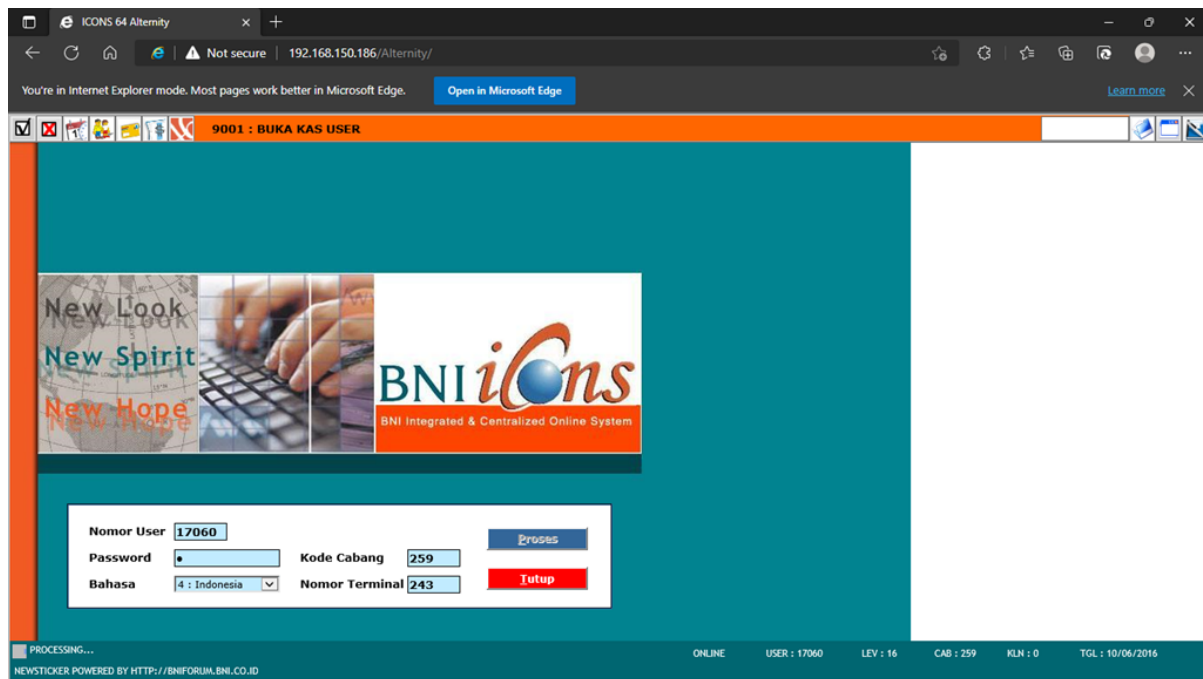 ICONS 64 Alternity
Not secure | 192.168.150.186/Alternity/
You're in Internet Explorer mode. Most pages work better in Microsoft Edge. Open in Microsoft Edge Learn more
9001 : BUKA KAS USER
New Look
New Spirit
New Hope
BNI icons
BNI Integrated & Centralized Online System
Nomor User 17060 Proses
Password • Kode Cabang 259
Bahasa 4 : Indonesia Nomor Terminal 243 Tutup
PROCESSING... ONLINE USER : 17060 LEV : 16 CAB : 259 KLN : 0 TGL : 10/06/2016
NEWSTICKER POWERED BY HTTP://BNIFORUM.BNI.CO.ID